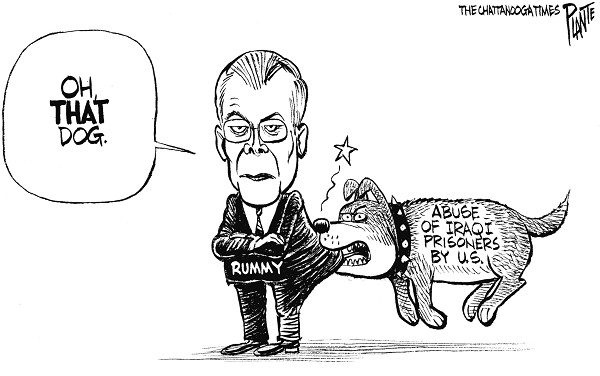 THE CHATTANOOGA TIMES
PLANTE
OH,
THAT
DOG.
RUMMY
ABUSE
OF IRAQI
PRISONERS
BY U.S.